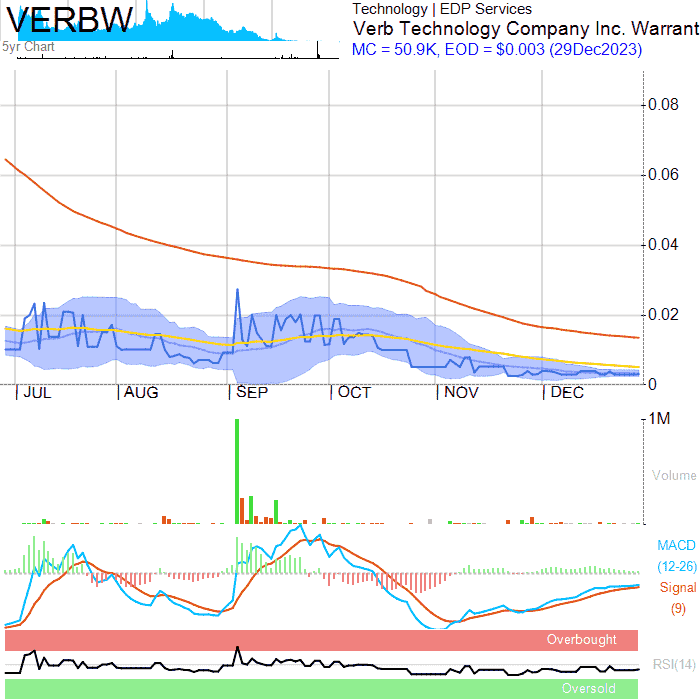 VERBW
Technology | EDP Services
Verb Technology Company Inc. Warrant
MC = 50.9K, EOD = $0.003 (29Dec2023)
5yr Chart
0.08
0.06
0.04
0.02
0
JUL AUG SEP OCT NOV DEC
1M
Volume
MACD
(12-26)
Signal
(9)
Overbought
RSI(14)
Oversold